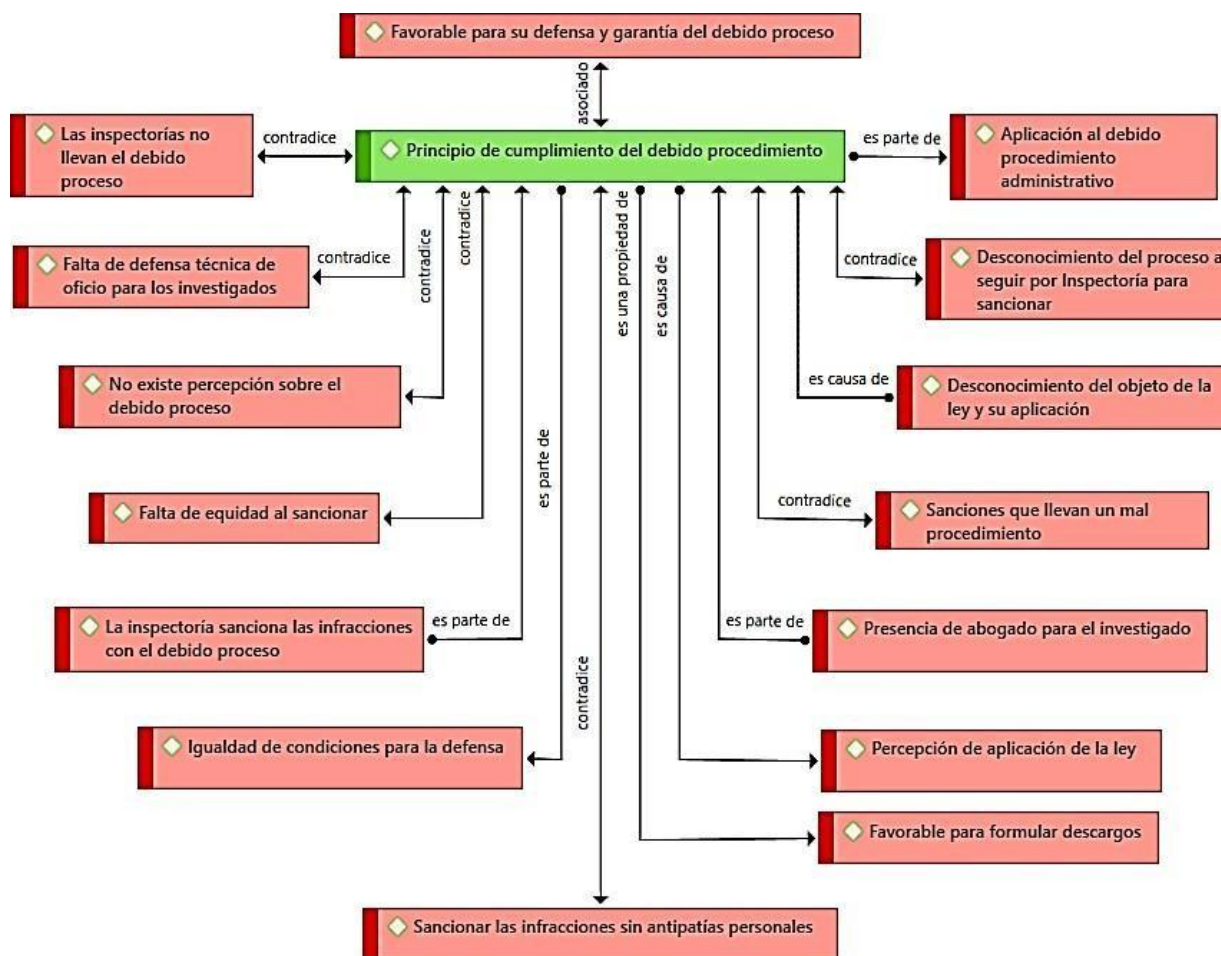 Favorable para su defensa y garantía del debido proceso
asociado
Las inspectorías no
llevan el debido
proceso
contradice
Principio de cumplimiento del debido procedimiento
es parte de
Aplicación al debido
procedimiento
administrativo
Falta de defensa técnica de
oficio para los investigados
contradice
contradice
contradice
es una propiedad de
es causa de
contradice
Desconocimiento del proceso a
seguir por Inspectoría para
sancionar
No existe percepción sobre el
debido proceso
es causa de
Desconocimiento del objeto de la
ley y su aplicación
es parte de
Falta de equidad al sancionar
contradice
Sanciones que llevan un mal
procedimiento
La inspectoría sanciona las infracciones
con el debido proceso
es parte de
contradice
es parte de
Presencia de abogado para el investigado
Igualdad de condiciones para la defensa
Percepción de aplicación de la ley
Favorable para formular descargos
Sancionar las infracciones sin antipatías personales